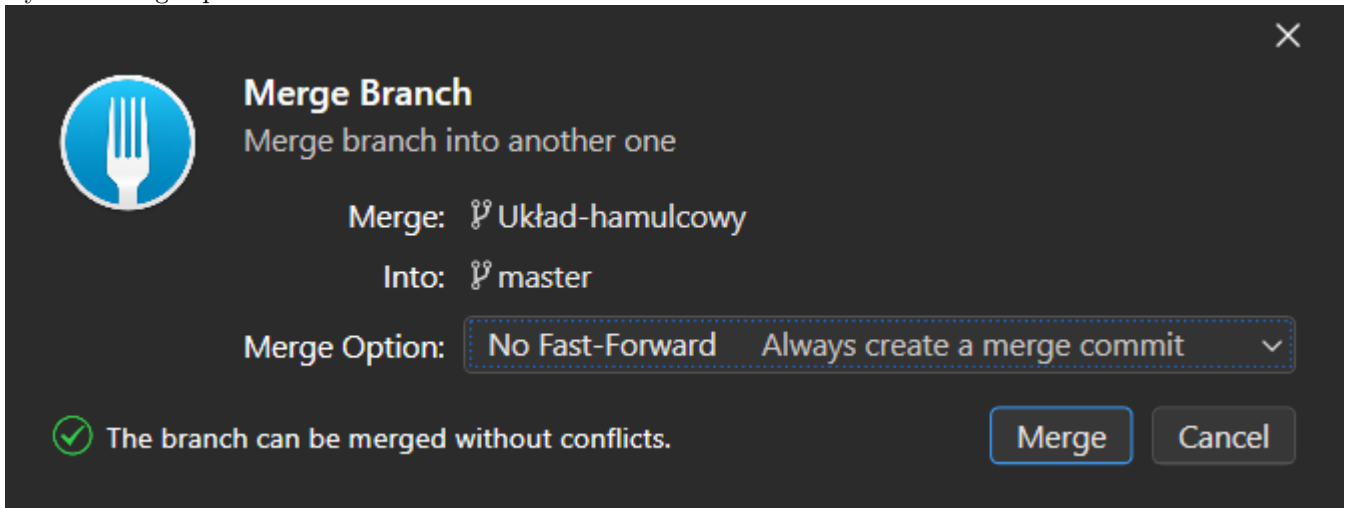 Merge Branch
Merge branch into another one
Merge: Układ-hamulcowy
Into: master
Merge Option: No Fast-Forward Always create a merge commit
The branch can be merged without conflicts.
Merge Cancel